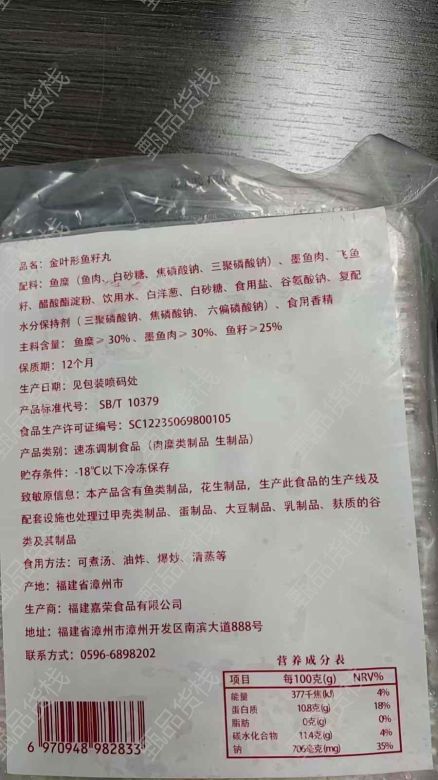 品名：金叶形鱼籽丸
配料：鱼糜（鱼肉、白砂糖、焦磷酸钠、三聚磷酸钠）、墨鱼肉、飞鱼
籽、醋酸酯淀粉、饮用水、白洋葱、白砂糖、食用盐、谷氨酸钠、复配
水分保持剂（三聚磷酸钠、焦磷酸钠、六偏磷酸钠）、食用香精
主料含量：鱼糜≥30%、墨鱼肉≥30%、鱼籽≥25%
保质期：12个月
生产日期：见包装喷码处
产品标准代号：SB/T 10379
食品生产许可证编号：SC12235069800105
产品类别：速冻调制食品（肉糜类制品 生制品）
贮存条件：-18℃以下冷冻保存
致敏原信息：本产品含有鱼类制品，花生制品，生产此食品的生产线及
配套设施也处理过甲壳类制品、蛋制品、大豆制品、乳制品、麸质的谷
类及其制品
食用方法：可煮汤、油炸、爆炒、清蒸等
产地：福建省漳州市
生产商：福建嘉荣食品有限公司
地址：福建省漳州市漳州开发区南滨大道888号
联系方式：0596-6898202
营养成分表
项目 每100克(g) NRV%
能量 377千焦(kJ) 4%
蛋白质 10.8克(g) 18%
脂肪 0克(g) 0%
碳水化合物 11.4克(g) 4%
钠 706毫克(mg) 35%
6 970948 982833
甄品货栈